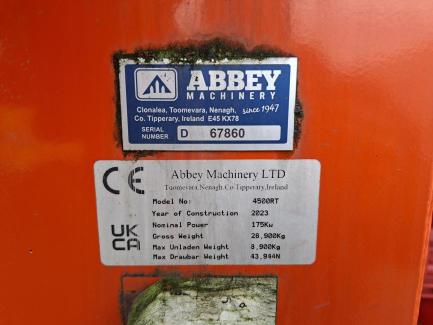 ABBEY
MACHINERY
since 1947
Clonalea, Toomevara, Nenagh,
Co. Tipperary, Ireland E45 KX78
SERIAL NUMBER D 67860
CE
Abbey Machinery LTD
Toomevara,Nenagh.Co Tipperary,Ireland
Model No: 4500RT
Year of Construction 2023
Nominal Power 175Kw
Gross Weight 28,900Kg
Max Unladen Weight 8,900Kg
Max Drawbar Weight 43,944N
UK
CA